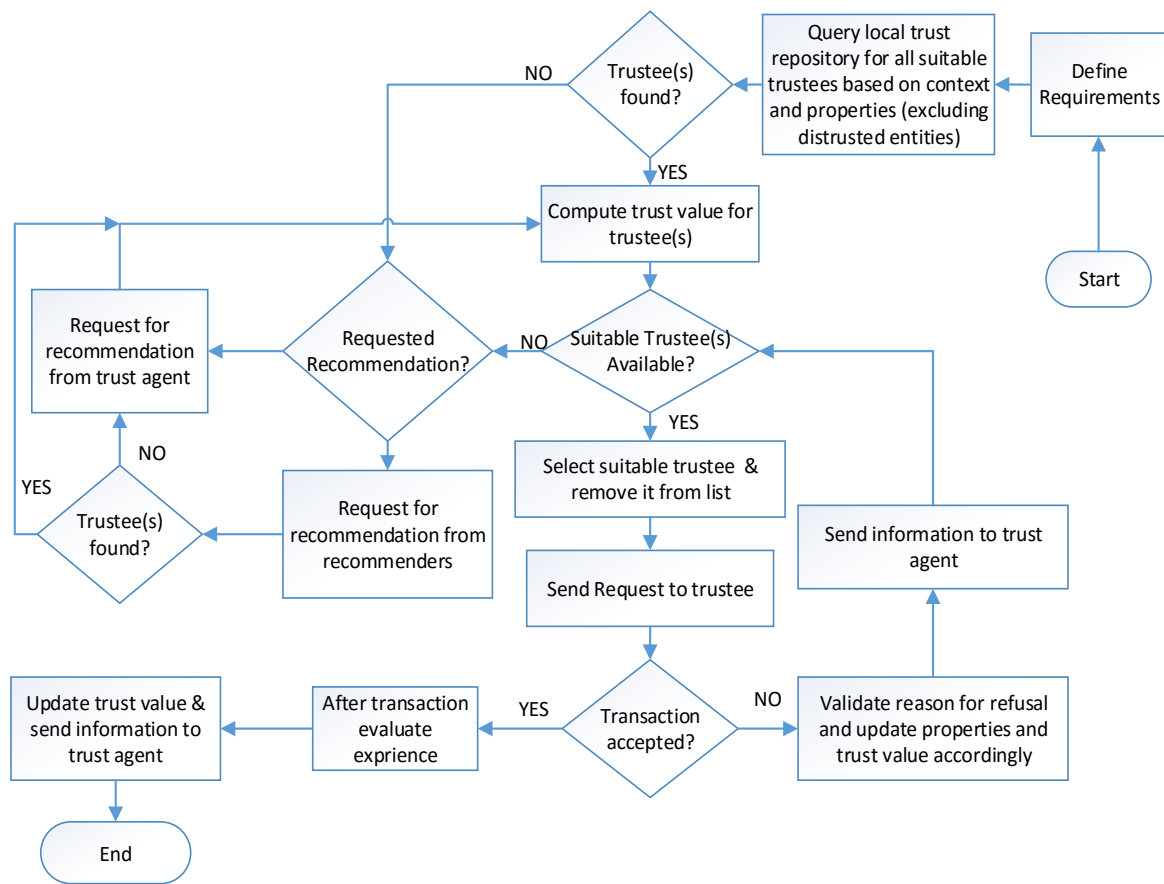 Start
Define
Requirements
Query local trust
repository for all suitable
trustees based on context
and properties (excluding
distrusted entities)
Trustee(s)
found?
NO
YES
Compute trust value for
trustee(s)
Suitable Trustee(s)
Available?
NO
Requested
Recommendation?
Request for
recommendation
from trust agent
Request for
recommendation from
recommenders
Trustee(s)
found?
NO
YES
YES
Select suitable trustee & 
remove it from list
Send Request to trustee
Transaction
accepted?
NO
Validate reason for refusal
and update properties and
trust value accordingly
Send information to trust
agent
YES
After transaction
evaluate
exprience
Update trust value &
send information to
trust agent
End